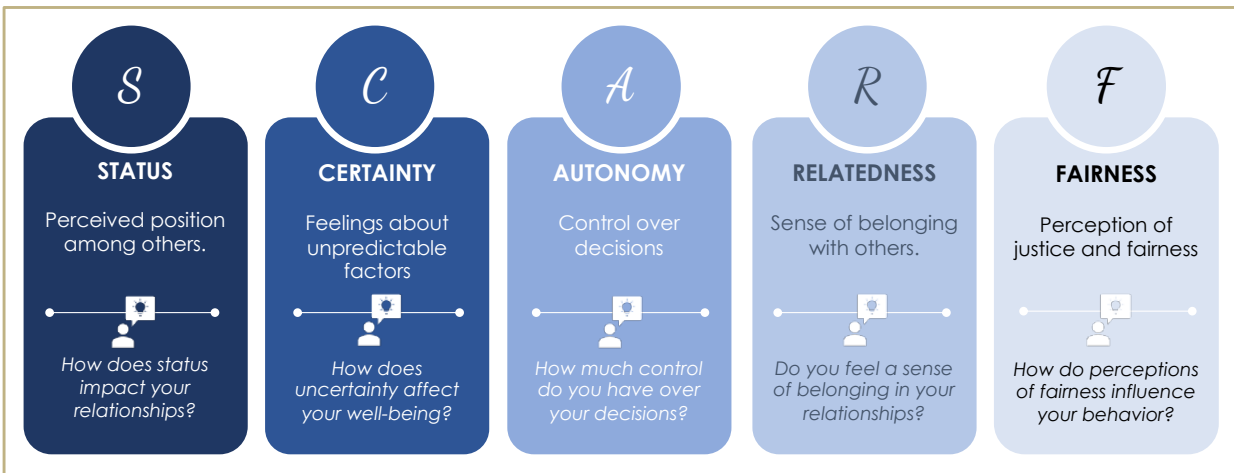 S
STATUS
Perceived position
among others.
How does status
impact your
relationships?
C
CERTAINTY
Feelings about
unpredictable
factors
How does
uncertainty affect
your well-being?
A
AUTONOMY
Control over
decisions
How much control
do you have over
your decisions?
R
RELATEDNESS
Sense of belonging
with others.
Do you feel a sense
of belonging in your
relationships?
F
FAIRNESS
Perception of
justice and fairness
How do perceptions
of fairness influence
your behavior?